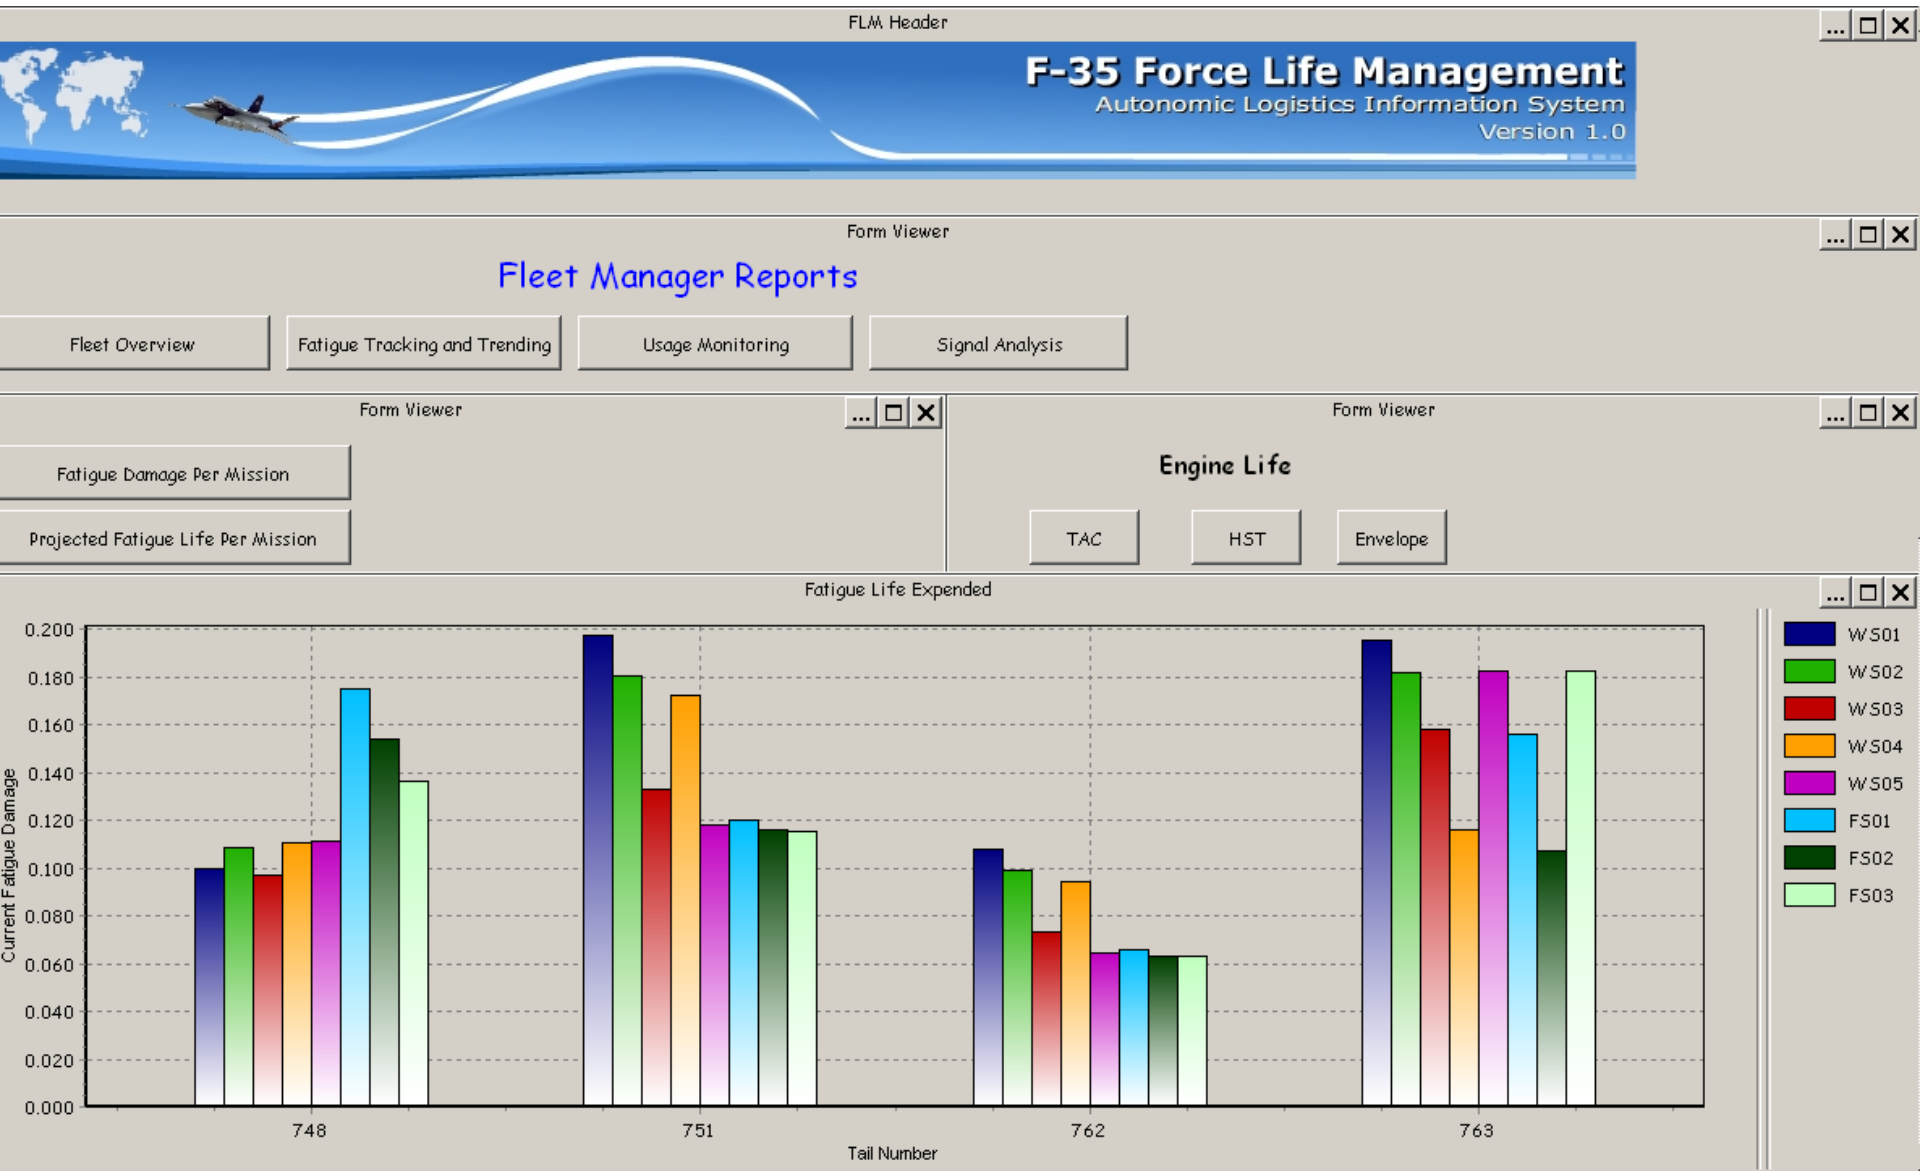 FLM Header
F-35 Force Life Management
Autonomic Logistics Information System
Version 1.0
Form Viewer
Fleet Manager Reports
Fleet Overview
Fatigue Tracking and Trending
Usage Monitoring
Signal Analysis
Form Viewer
Fatigue Damage Per Mission
Projected Fatigue Life Per Mission
Form Viewer
Engine Life
TAC
HST
Envelope
Fatigue Life Expended
Current Fatigue Damage
0.200
0.180
0.160
0.140
0.120
0.100
0.080
0.060
0.040
0.020
0.000
748
751
762
763
Tail Number
WS01
WS02
WS03
WS04
WS05
FS01
FS02
FS03